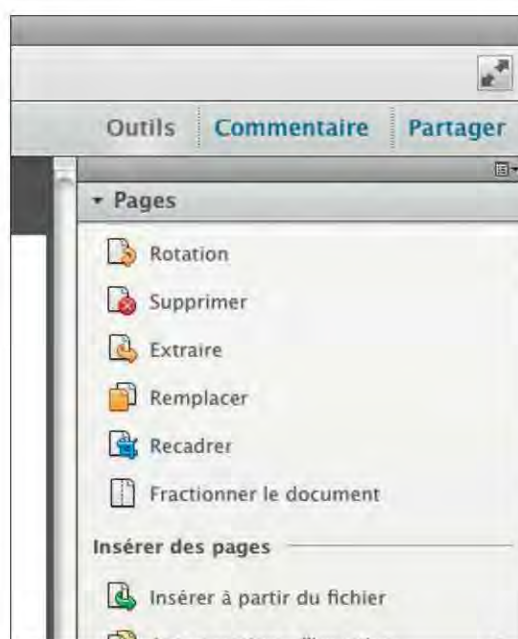 Outils Commentaire Partager
Pages
Rotation
Supprimer
Extraire
Remplacer
Recadrer
Fractionner le document
Insérer des pages
Insérer à partir du fichier